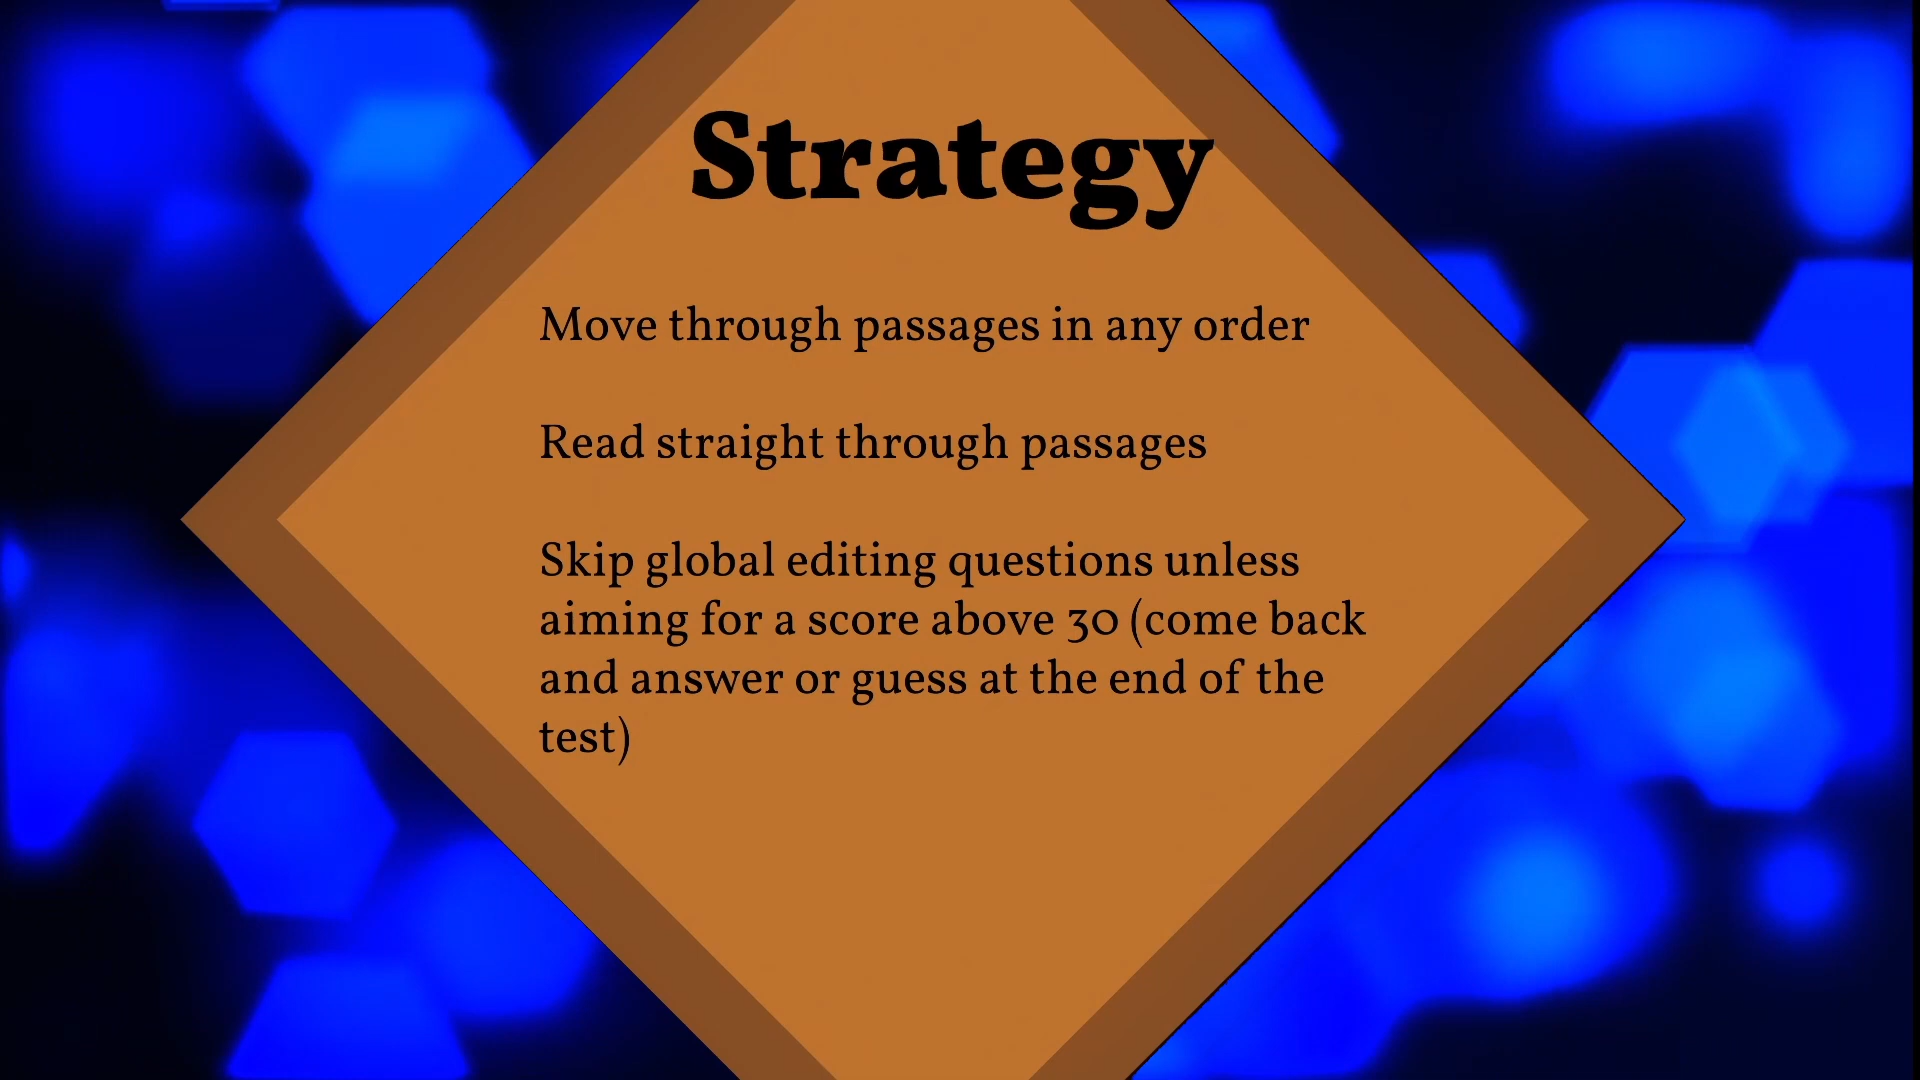 Strategy
Move through passages in any order
Read straight through passages
Skip global editing questions unless
aiming for a score above 30 (come back
and answer or guess at the end of the
test)